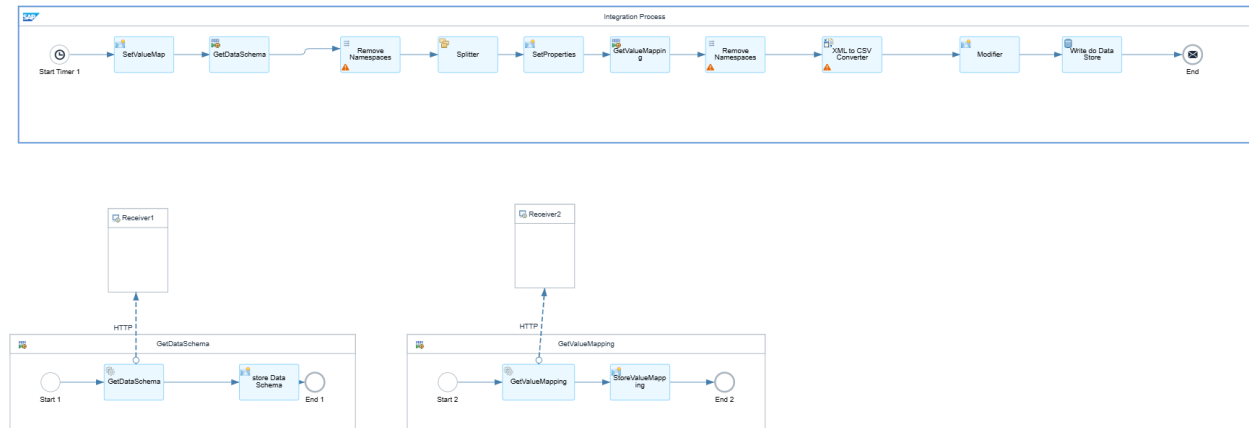 SAP
Integration Process
Start Timer 1
SetValueMap
GetDataSchema
Remove
Namespaces
Splitter
SetProperties
GetValueMappin
g
Remove
Namespaces
XML to CSV
Converter
Modifier
Write do Data
Store
End
Receiver1
Receiver2
HTTP
HTTP
GetDataSchema
GetDataSchema
store Data
Schema
Start 1
End 1
GetValueMapping
GetValueMapping
StoreValueMapp
ing
Start 2
End 2